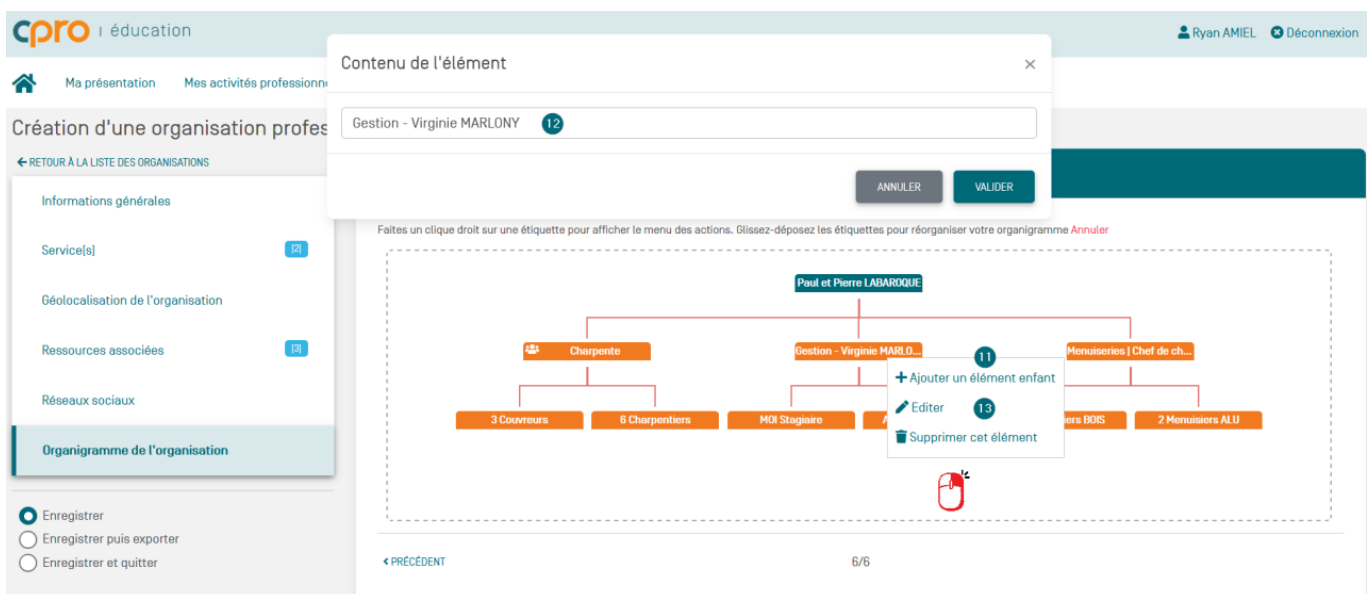 cpro | éducation
Ryan AMIEL Déconnexion
Contenu de l'élément ×
Ma présentation Mes activités
Gestion - Virginie MARLONY 12
Création d'une organisation
RETOUR À LA LISTE DES ORGANISATIONS
ANNULER VALIDER
Informations générales
Service(s) [2]
Géolocalisation de l'organisation
Ressources associées [3]
Réseaux sociaux
Organigramme de l'organisation
Enregistrer
Enregistrer puis exporter
Enregistrer et quitter
Faites un clique droit sur une étiquette pour afficher le menu des actions. Glissez-déposez les étiquettes pour réorganiser votre organigramme Annuler
Paul et Pierre LABAROQUE
Charpente Gestion - Virginie MARLO... Menuiseries | Chef de ch...
11
Ajouter un élément enfant
Editer 13
Supprimer cet élément
3 Couvreurs 6 Charpentiers MOI Stagiaire BOIS 2 Menuisiers ALU
PRÉCÉDENT 6/6